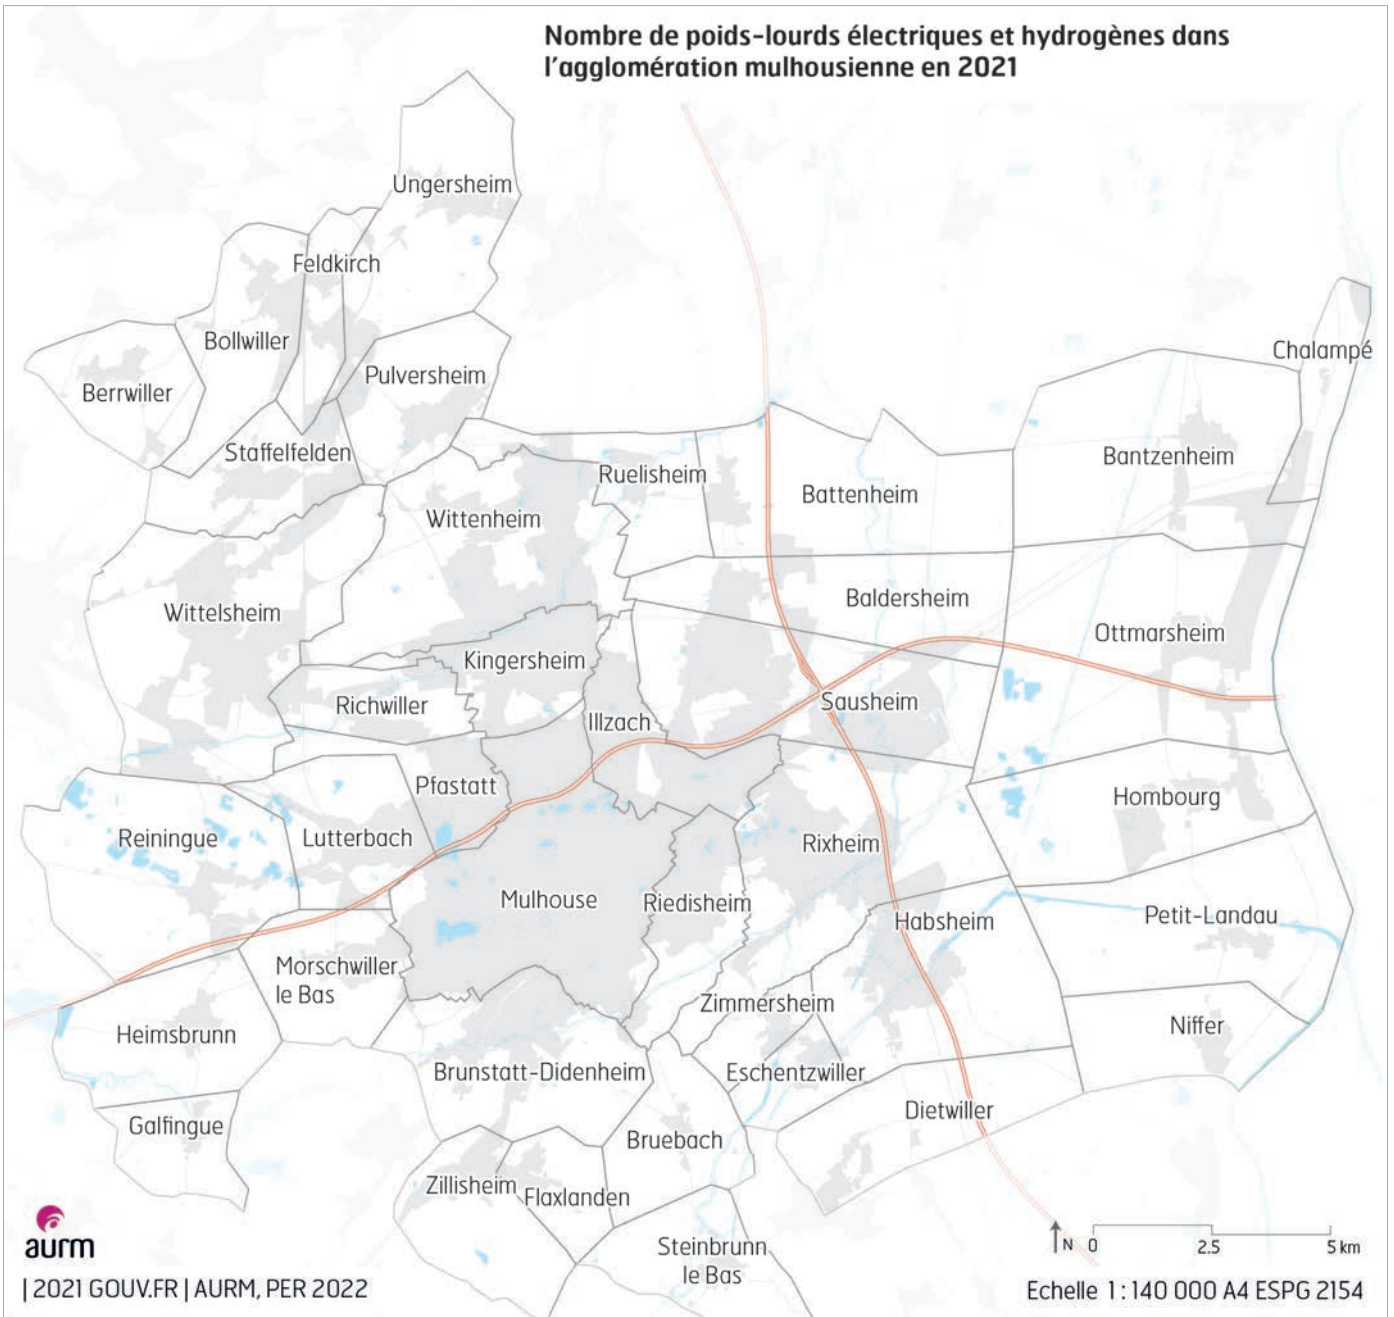 Nombre de poids-lourds électriques et hydrogènes dans
l'agglomération mulhousienne en 2021
Ungersheim
Feldkirch
Bollwiller
Chalampé
Pulversheim
Berrwiller
Staffelfelden
Bantzenheim
Ruelisheim
Battenheim
Wittenheim
Baldersheim
Wittelsheim
Ottmarsheim
Kingersheim
Richwiller
Sausheim
Illzach
Pfastatt
Hombourg
Reiningue
Lutterbach
Rixheim
Mulhouse
Riedisheim
Petit-Landau
Habsheim
Morschwiller
le Bas
Zimmersheim
Niffer
Heimsbrunn
Brunstatt-Didenheim
Eschentzwiller
Dietwiller
Galfingue
Bruebach
Zillisheim
Flaxlanden
Steinbrunn
le Bas
aurm
N 0 2.5 5 km
| 2021 GOUV.FR | AURM, PER 2022
Echelle 1 : 140 000 A4 ESPG 2154